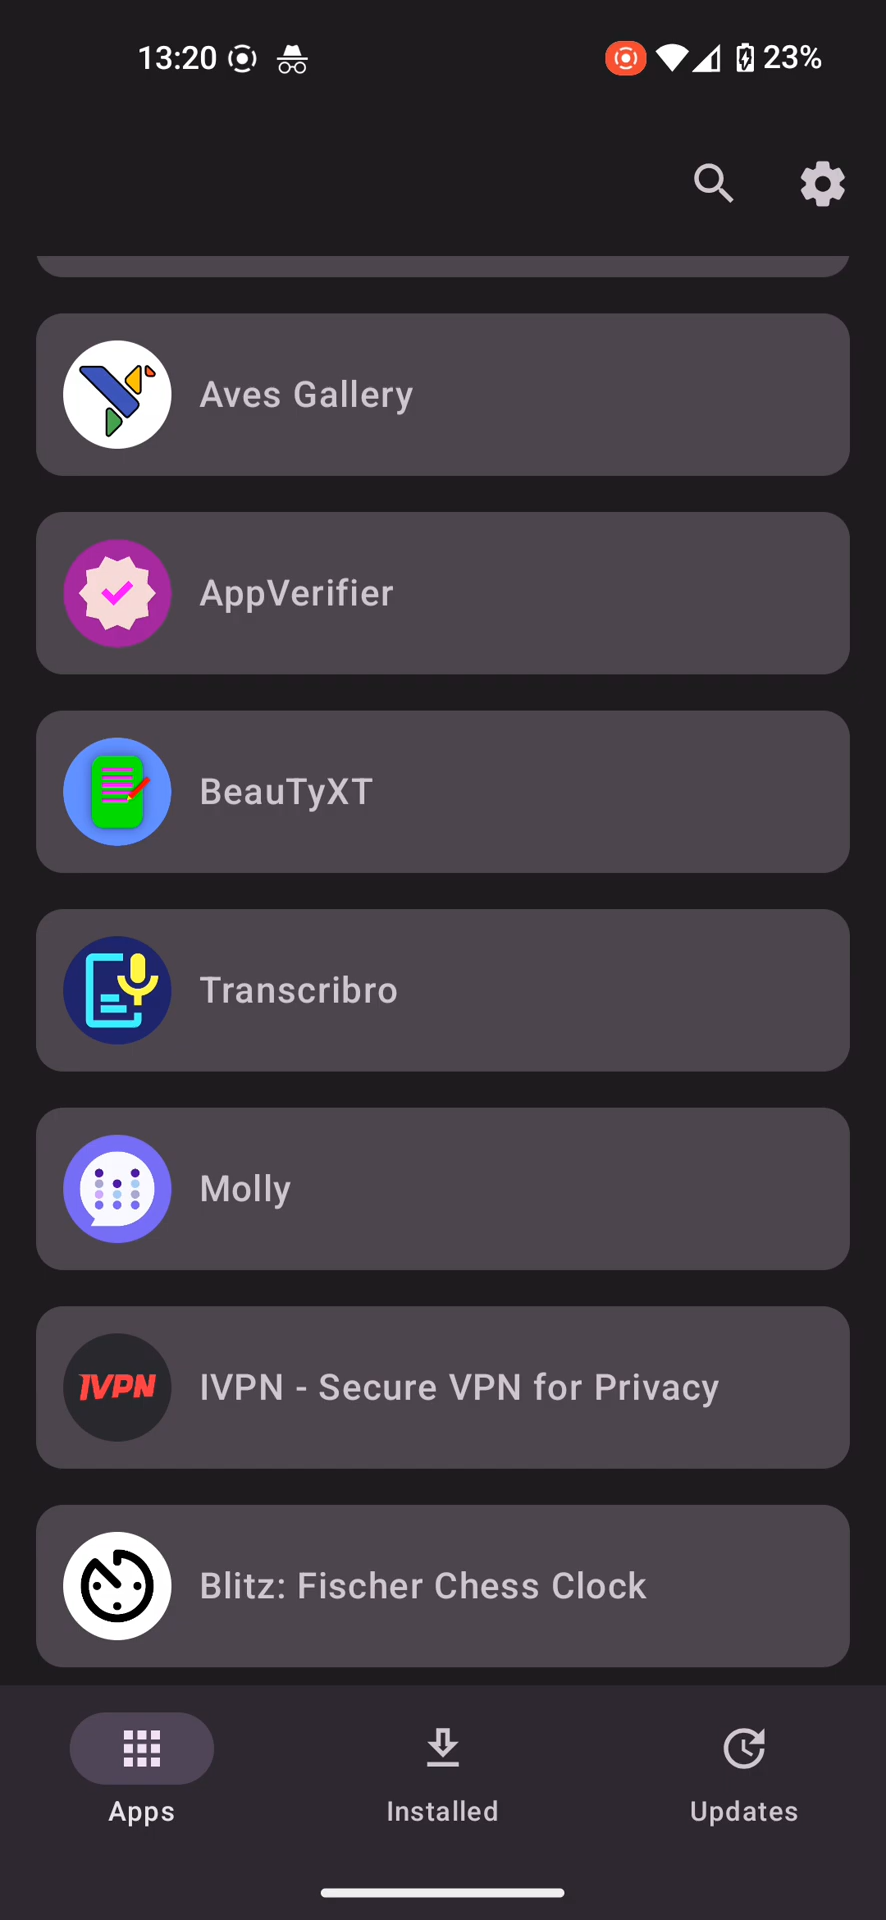 13:20
23%
Aves Gallery
AppVerifier
BeauTyXT
Transcribro
Molly
IVPN
IVPN - Secure VPN for Privacy
Blitz: Fischer Chess Clock
Apps
Installed
Updates